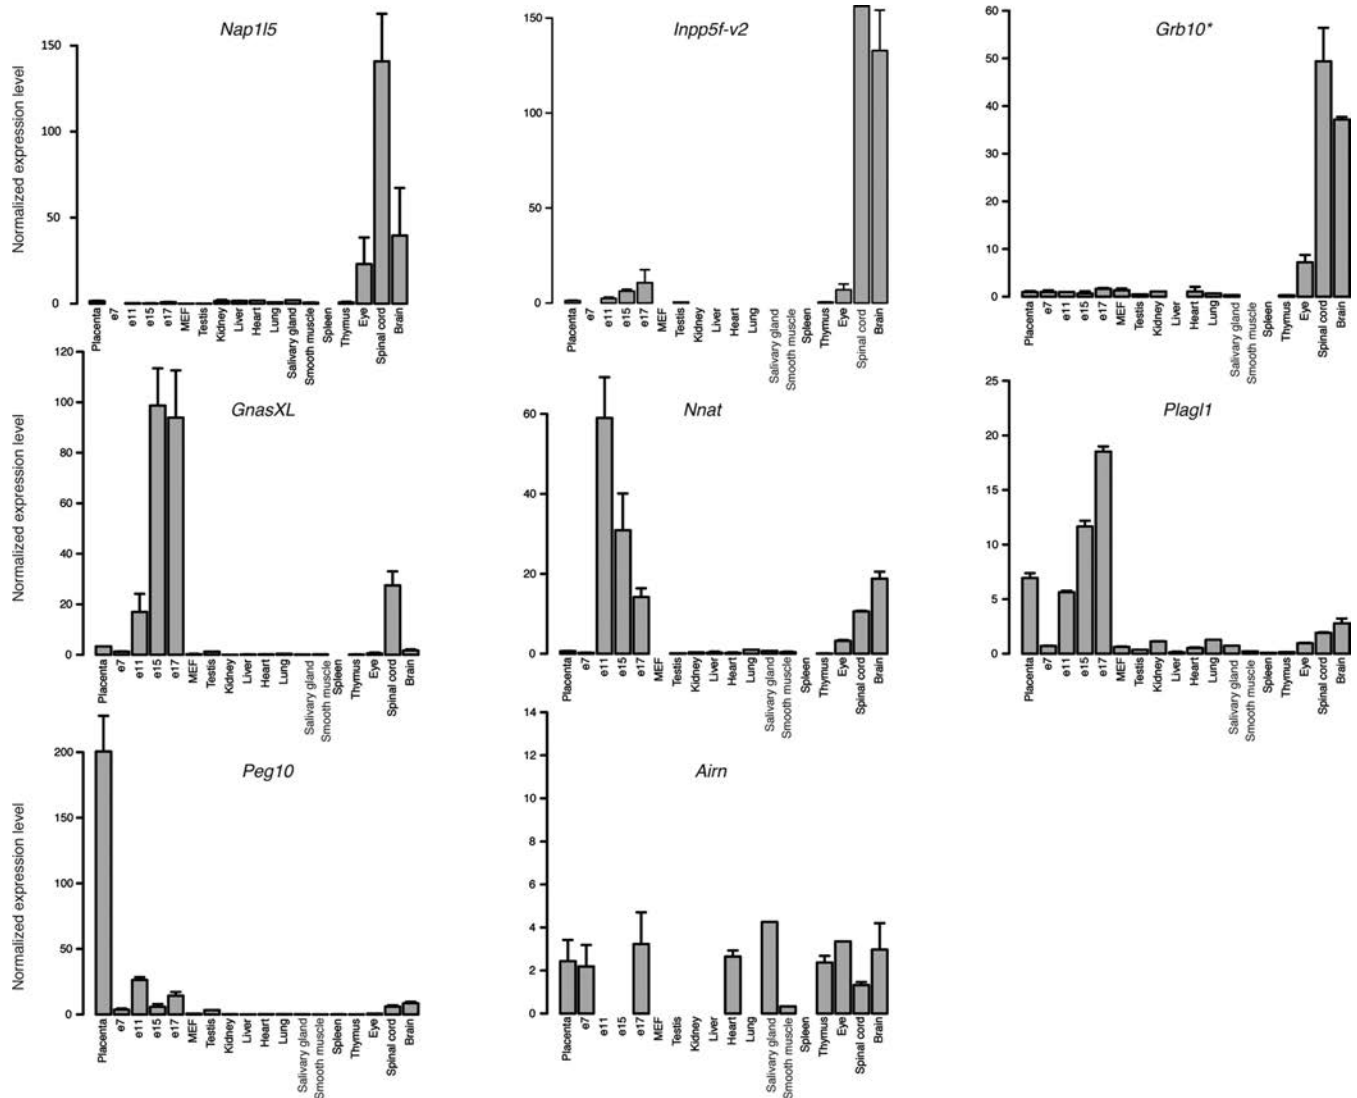 Nap1l5
Normalized expression level
150
100
50
0
Placenta
e7
e11
e15
e17
MEF
Testis
Kidney
Liver
Heart
Lung
Salivary gland
Smooth muscle
Spleen
Thymus
Eye
Spinal cord
Brain
Inpp5f-v2
150
100
50
0
Placenta
e7
e11
e15
e17
MEF
Testis
Kidney
Liver
Heart
Lung
Salivary gland
Smooth muscle
Spleen
Thymus
Eye
Spinal cord
Brain
Grb10*
60
50
40
30
20
10
0
Placenta
e7
e11
e15
e17
MEF
Testis
Kidney
Liver
Heart
Lung
Salivary gland
Smooth muscle
Spleen
Thymus
Eye
Spinal cord
Brain
GnasXL
Normalized expression level
120
100
80
60
40
20
0
Placenta
e7
e11
e15
e17
MEF
Testis
Kidney
Liver
Heart
Lung
Salivary gland
Smooth muscle
Spleen
Thymus
Eye
Spinal cord
Brain
Nnat
60
40
20
0
Placenta
e7
e11
e15
e17
MEF
Testis
Kidney
Liver
Heart
Lung
Salivary gland
Smooth muscle
Spleen
Thymus
Eye
Spinal cord
Brain
Plagl1
25
20
15
10
5
0
Placenta
e7
e11
e15
e17
MEF
Testis
Kidney
Liver
Heart
Lung
Salivary gland
Smooth muscle
Spleen
Thymus
Eye
Spinal cord
Brain
Peg10
Normalized expression level
200
150
100
50
0
Placenta
e7
e11
e15
e17
MEF
Testis
Kidney
Liver
Heart
Lung
Salivary gland
Smooth muscle
Spleen
Thymus
Eye
Spinal cord
Brain
Airn
14
12
10
8
6
4
2
0
Placenta
e7
e11
e15
e17
MEF
Testis
Kidney
Liver
Heart
Lung
Salivary gland
Smooth muscle
Spleen
Thymus
Eye
Spinal cord
Brain